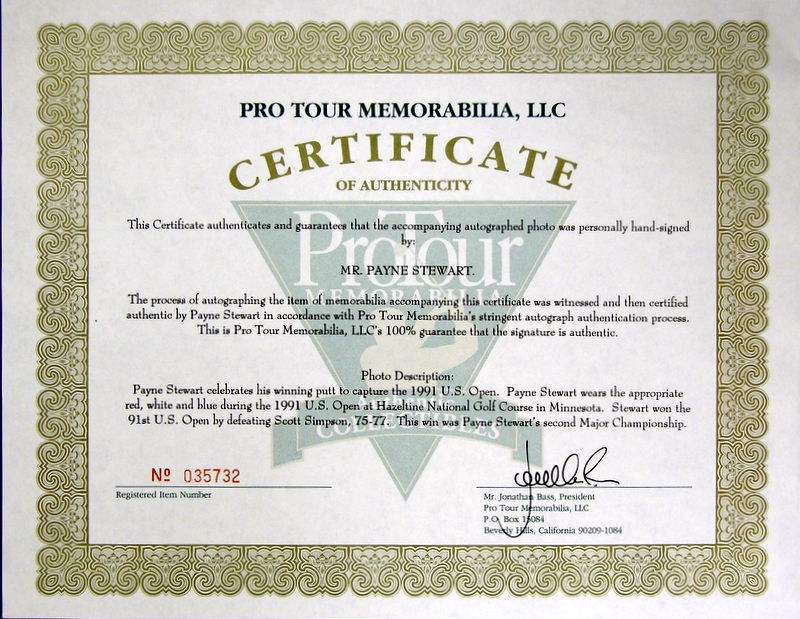 PRO TOUR MEMORABILIA, LLC
CERTIFICATE
OF AUTHENTICITY
This Certificate authenticates and guarantees that the accompanying autographed photo was personally hand-signed
by:
MR. PAYNE STEWART.
The process of autographing the item of memorabilia accompanying this certificate was witnessed and then certified
authentic by Payne Stewart in accordance with Pro Tour Memorabilia's stringent autograph authentication process.
This is Pro Tour Memorabilia, LLC's 100% guarantee that the signature is authentic.
Photo Description:
Payne Stewart celebrates his winning putt to capture the 1991 U.S. Open. Payne Stewart wears the appropriate
red, white and blue during the 1991 U.S. Open at Hazeltine National Golf Course in Minnesota. Stewart won the
91st U.S. Open by defeating Scott Simpson, 75-77. This win was Payne Stewart's second Major Championship.
ProTour
MEMORABILIA
COLLECTIBLES
Nº 035732
Registered Item Number
Mr. Jonathan Bass, President
Pro Tour Memorabilia, LLC
P.O. Box 15084
Beverly Hills, California 90209-1084